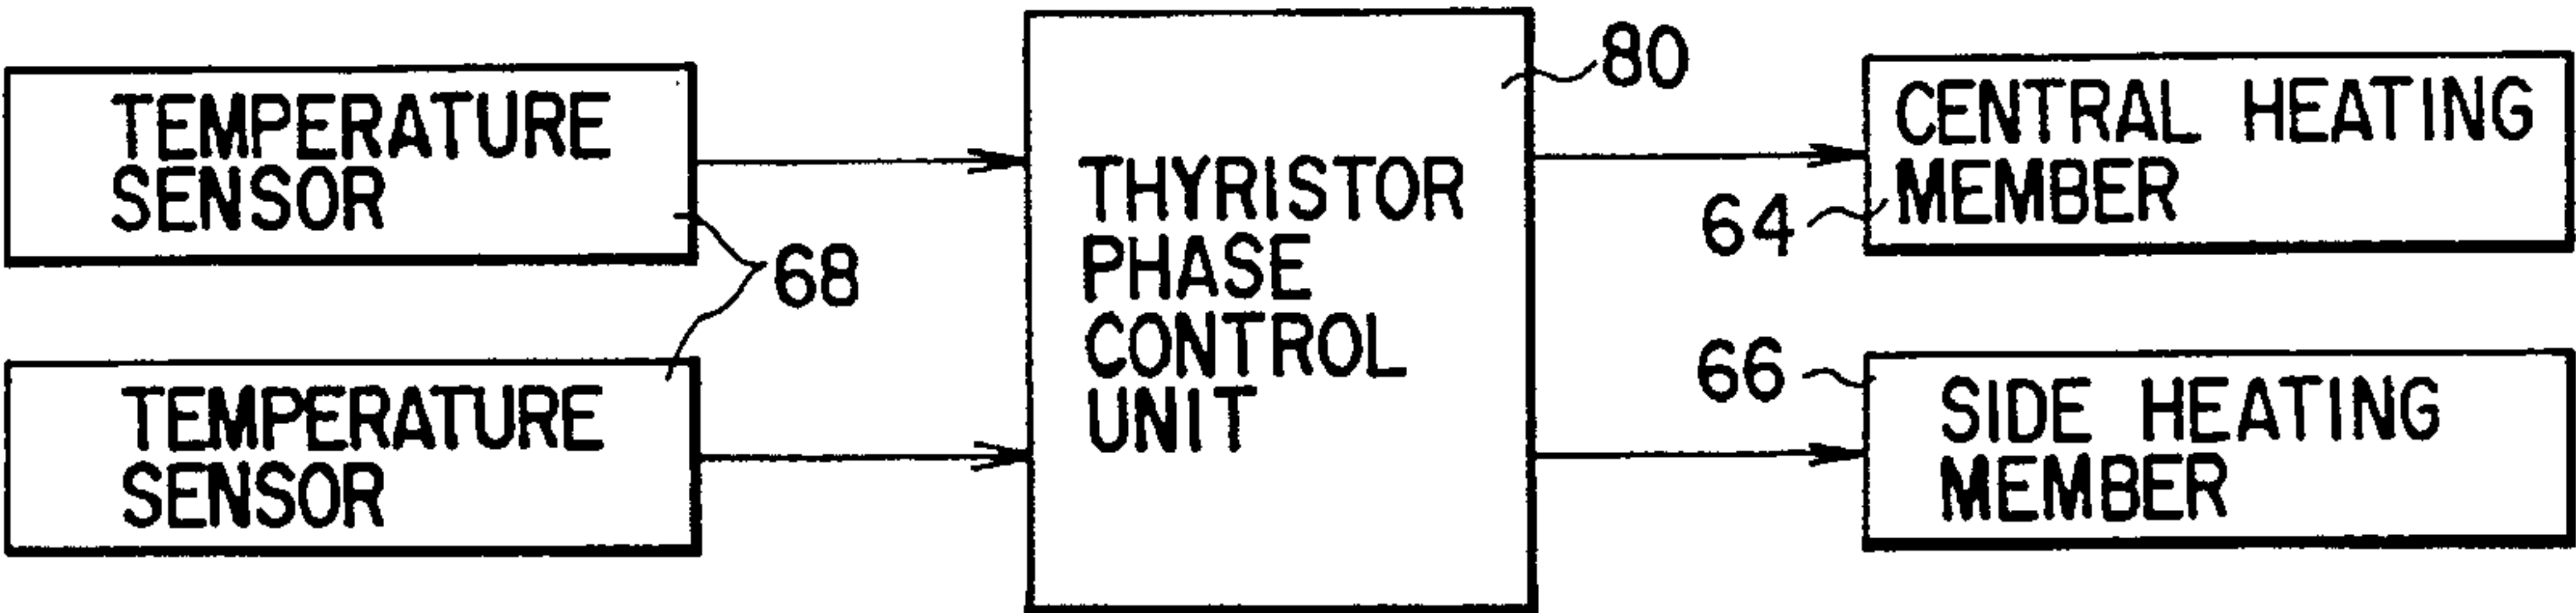 TEMPERATURE
SENSOR
68
TEMPERATURE
SENSOR
80
THYRISTOR
PHASE
CONTROL
UNIT
CENTRAL HEATING
MEMBER
64
66
SIDE HEATING
MEMBER